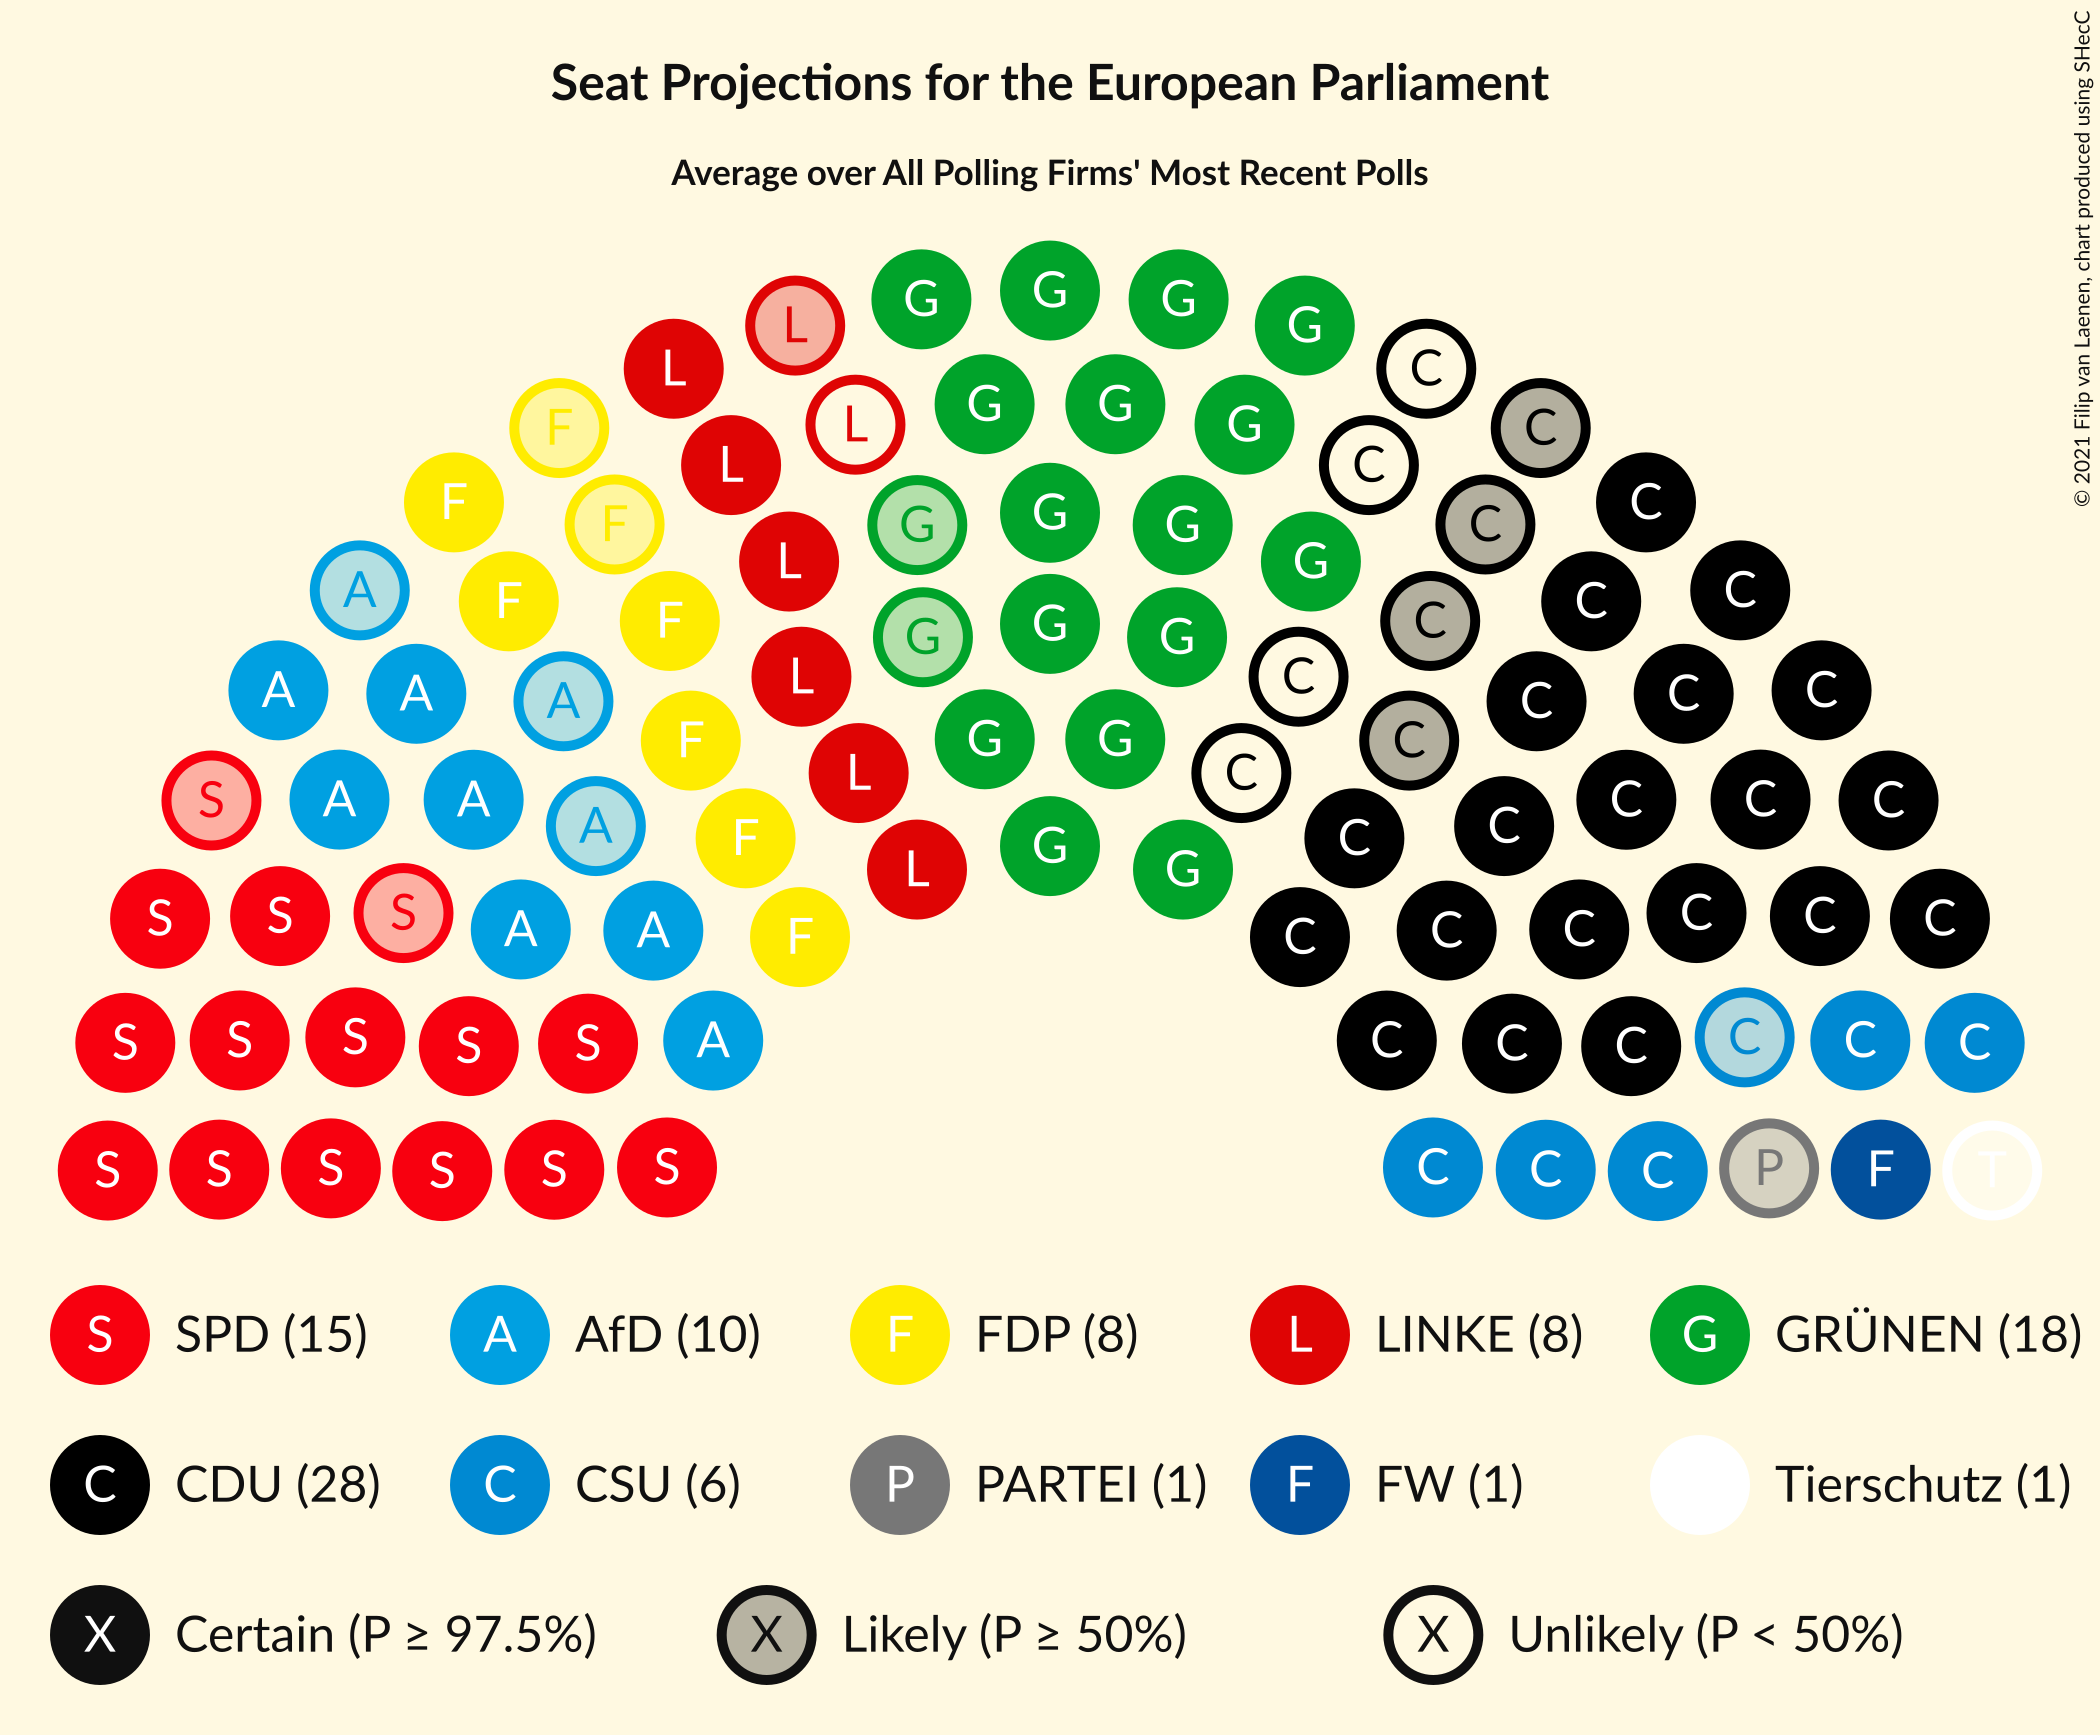 © 2021 Filip van Laenen, chart produced using SHecC
Seat Projections for the European Parliament
Average over All Polling Firms' Most Recent Polls
L G G G G
F L L G G G C C
F F L G G G C C C
A F F L G G G G C C C
A A A F L G G C C C C C
S A A A F L L G G C C C C C C
S S S A A F C C C C C C
S S S S S A C C C C C C
S S S S S S C C C P F T
S SPD (15) A AfD (10) F FDP (8) L LINKE (8) G GRÜNEN (18)
C CDU (28) C CSU (6) P PARTEI (1) F FW (1) Tierschutz (1)
X Certain (P ≥ 97.5%) X Likely (P ≥ 50%) X Unlikely (P < 50%)